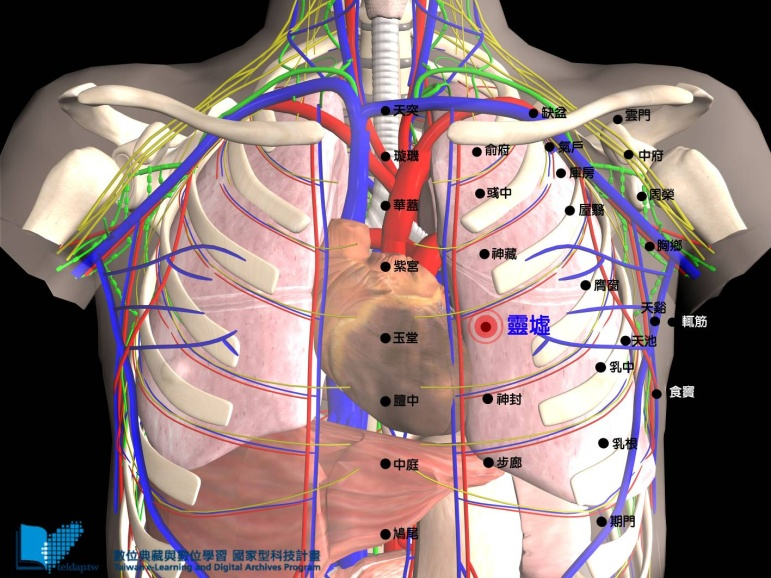 天突
缺盆
雲門
璇璣
俞府
氣戶
中府
庫房
華蓋
彧中
周榮
屋翳
紫宮
神藏
胸鄉
膺窗
玉堂
靈墟
天谿
輒筋
天池
乳中
膻中
神封
食竇
中庭
步廊
乳根
鳩尾
期門
teldaptw
數位典藏與數位學習 國家型科技計畫
Taiwan e-Learning and Digital Archives Program